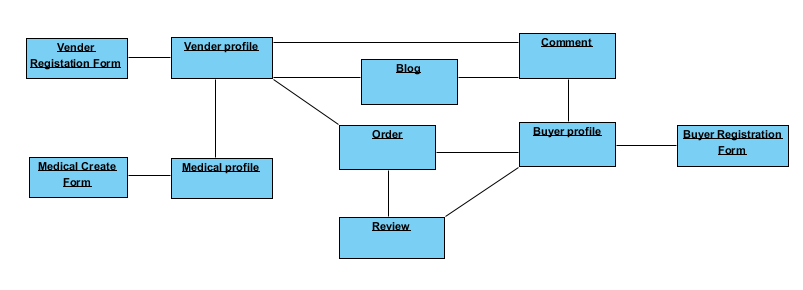 Vender
Registation Form
Vender profile
Comment
Blog
Order
Buyer profile
Buyer Registration
Form
Medical Create
Form
Medical profile
Review